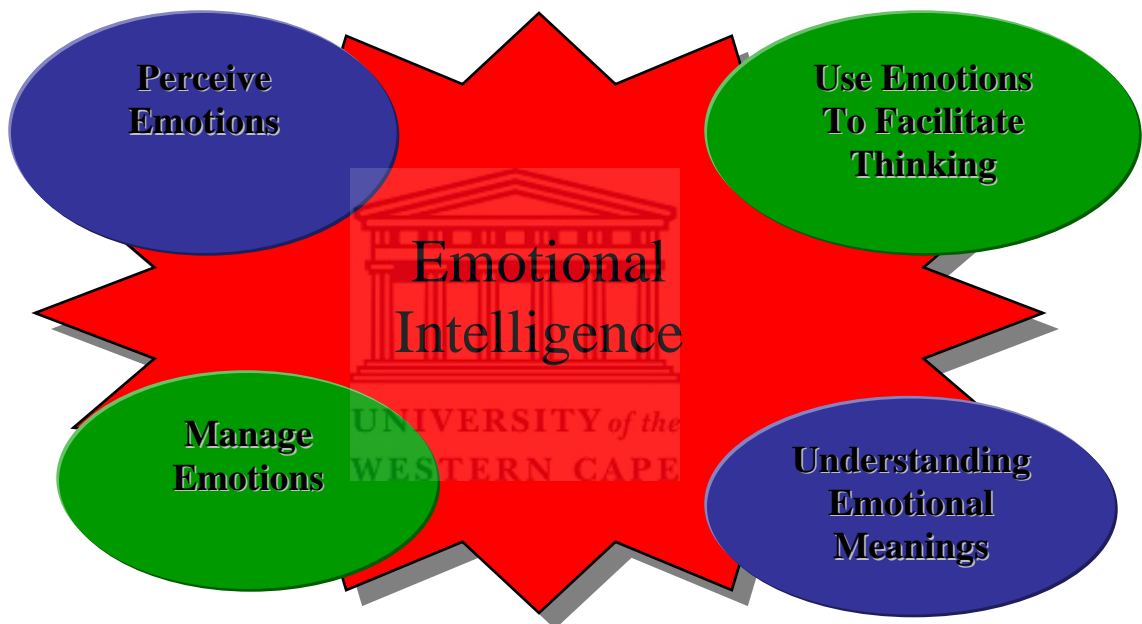 Perceive
Emotions
Use Emotions
To Facilitate
Thinking
Emotional
Intelligence
UNIVERSITY of the
WESTERN CAPE
Manage
Emotions
Understanding
Emotional
Meanings